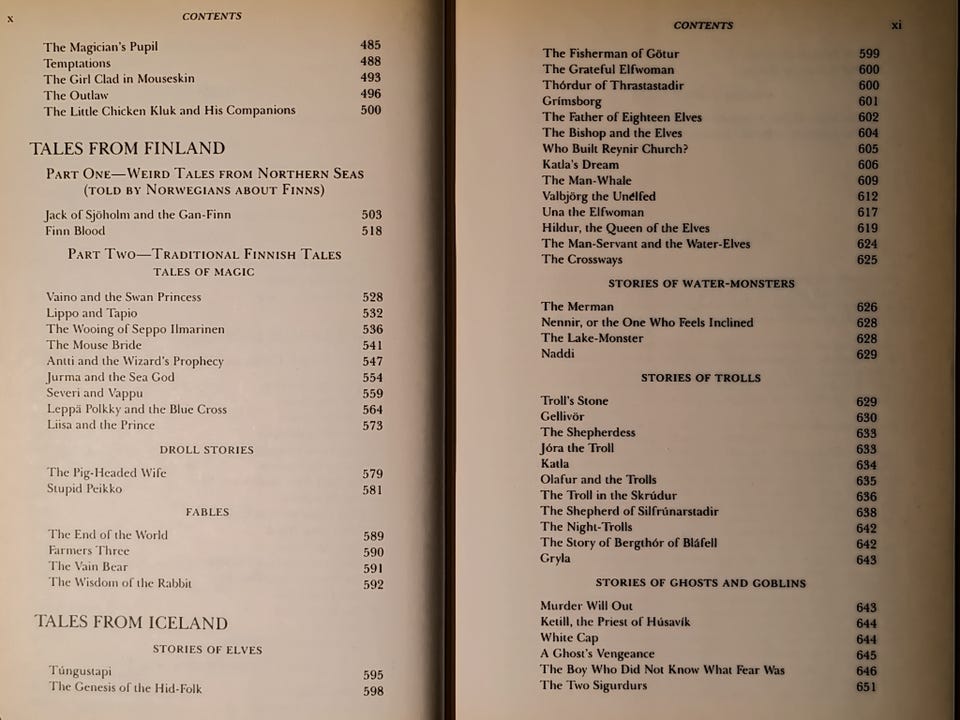 x
CONTENTS
The Magician's Pupil 485
Temptations 488
The Girl Clad in Mouseskin 493
The Outlaw 496
The Little Chicken Kluk and His Companions 500
TALES FROM FINLAND
PART ONE—WEIRD TALES FROM NORTHERN SEAS
(TOLD BY NORWEGIANS ABOUT FINNS)
Jack of Sjöholm and the Gan-Finn 503
Finn Blood 518
PART TWO—TRADITIONAL FINNISH TALES
TALES OF MAGIC
Vaino and the Swan Princess 528
Lippo and Tapio 532
The Wooing of Seppo Ilmarinen 536
The Mouse Bride 541
Antti and the Wizard's Prophecy 547
Jurma and the Sea God 554
Severi and Vappu 559
Leppä Polkky and the Blue Cross 564
Liisa and the Prince 573
DROLL STORIES
The Pig-Headed Wife 579
Stupid Peikko 581
FABLES
The End of the World 589
Farmers Three 590
The Vain Bear 591
The Wisdom of the Rabbit 592
TALES FROM ICELAND
STORIES OF ELVES
Túngustapi 595
The Genesis of the Hid-Folk 598
CONTENTS
xi
The Fisherman of Götur 599
The Grateful Elfwoman 600
Thórdur of Thrastastadir 600
Grímsborg 601
The Father of Eighteen Elves 602
The Bishop and the Elves 604
Who Built Reynir Church? 605
Katla's Dream 606
The Man-Whale 609
Valbjörg the Unélfed 612
Una the Elfwoman 617
Hildur, the Queen of the Elves 619
The Man-Servant and the Water-Elves 624
The Crossways 625
STORIES OF WATER-MONSTERS
The Merman 626
Nennir, or the One Who Feels Inclined 628
The Lake-Monster 628
Naddi 629
STORIES OF TROLLS
Troll's Stone 629
Gellivör 630
The Shepherdess 633
Jóra the Troll 633
Katla 634
Olafur and the Trolls 635
The Troll in the Skrúdur 636
The Shepherd of Silfrúnarstadir 638
The Night-Trolls 642
The Story of Bergthór of Bláfell 642
Gryla 643
STORIES OF GHOSTS AND GOBLINS
Murder Will Out 643
Ketill, the Priest of Húsavík 644
White Cap 644
A Ghost's Vengeance 645
The Boy Who Did Not Know What Fear Was 646
The Two Sigurdurs 651